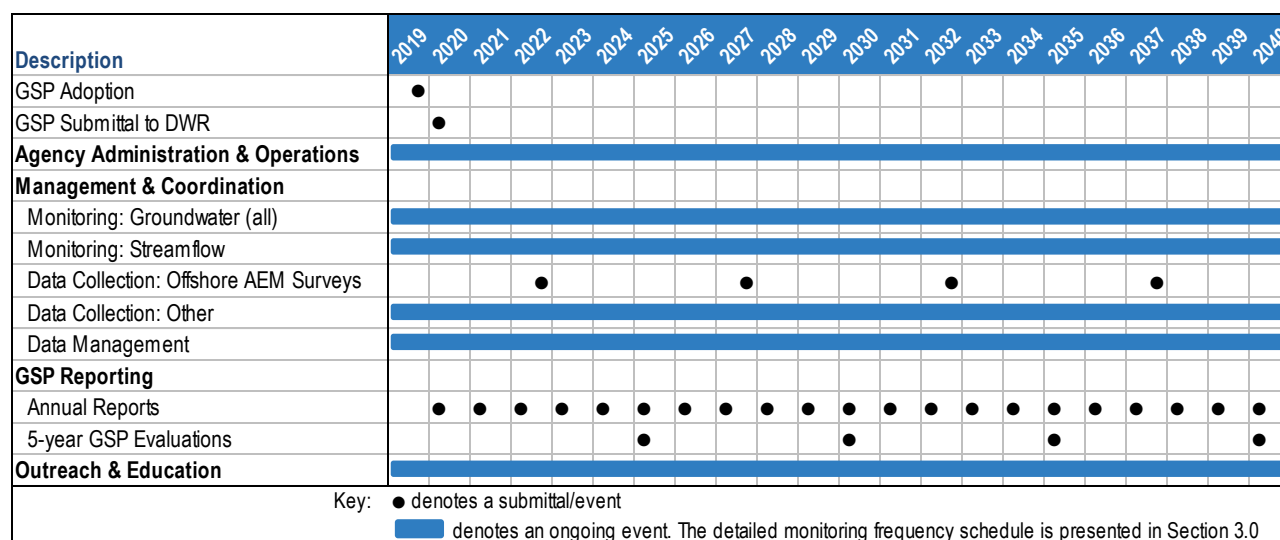 Description 2019 2020 2021 2022 2023 2024 2025 2026 2027 2028 2029 2030 2031 2032 2033 2034 2035 2036 2037 2038 2039 2040
GSP Adoption
GSP Submittal to DWR
Agency Administration & Operations
Management & Coordination
Monitoring: Groundwater (all)
Monitoring: Streamflow
Data Collection: Offshore AEM Surveys
Data Collection: Other
Data Management
GSP Reporting
Annual Reports
5-year GSP Evaluations
Outreach & Education
Key: ● denotes a submittal/event
denotes an ongoing event. The detailed monitoring frequency schedule is presented in Section 3.0